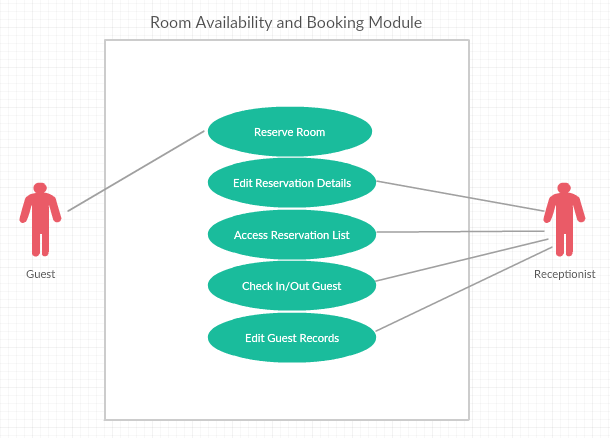 Room Availability and Booking Module
Reserve Room
Edit Reservation Details
Access Reservation List
Check In/Out Guest
Edit Guest Records
Guest
Receptionist